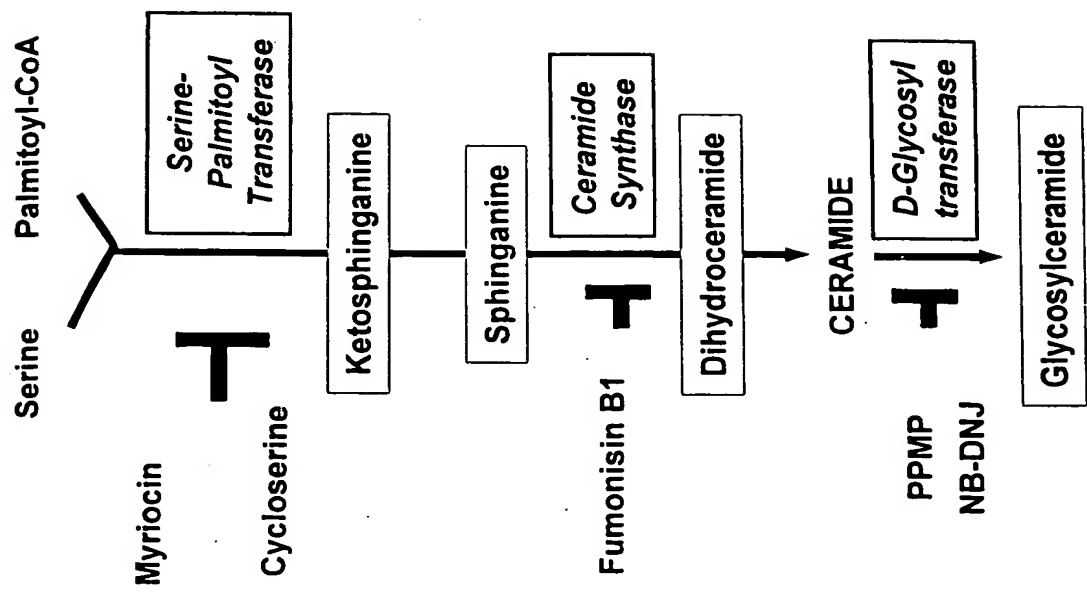 Serine
Palmitoyl-CoA
Serine-
Palmitoyl
Transferase
Myriocin
Cycloserine
Ketosphinganine
Sphinganine
Ceramide
Synthase
Fumonisin B1
Dihydroceramide
CERAMIDE
D-Glycosyl
transferase
PPMP
NB-DNJ
Glycosylceramide